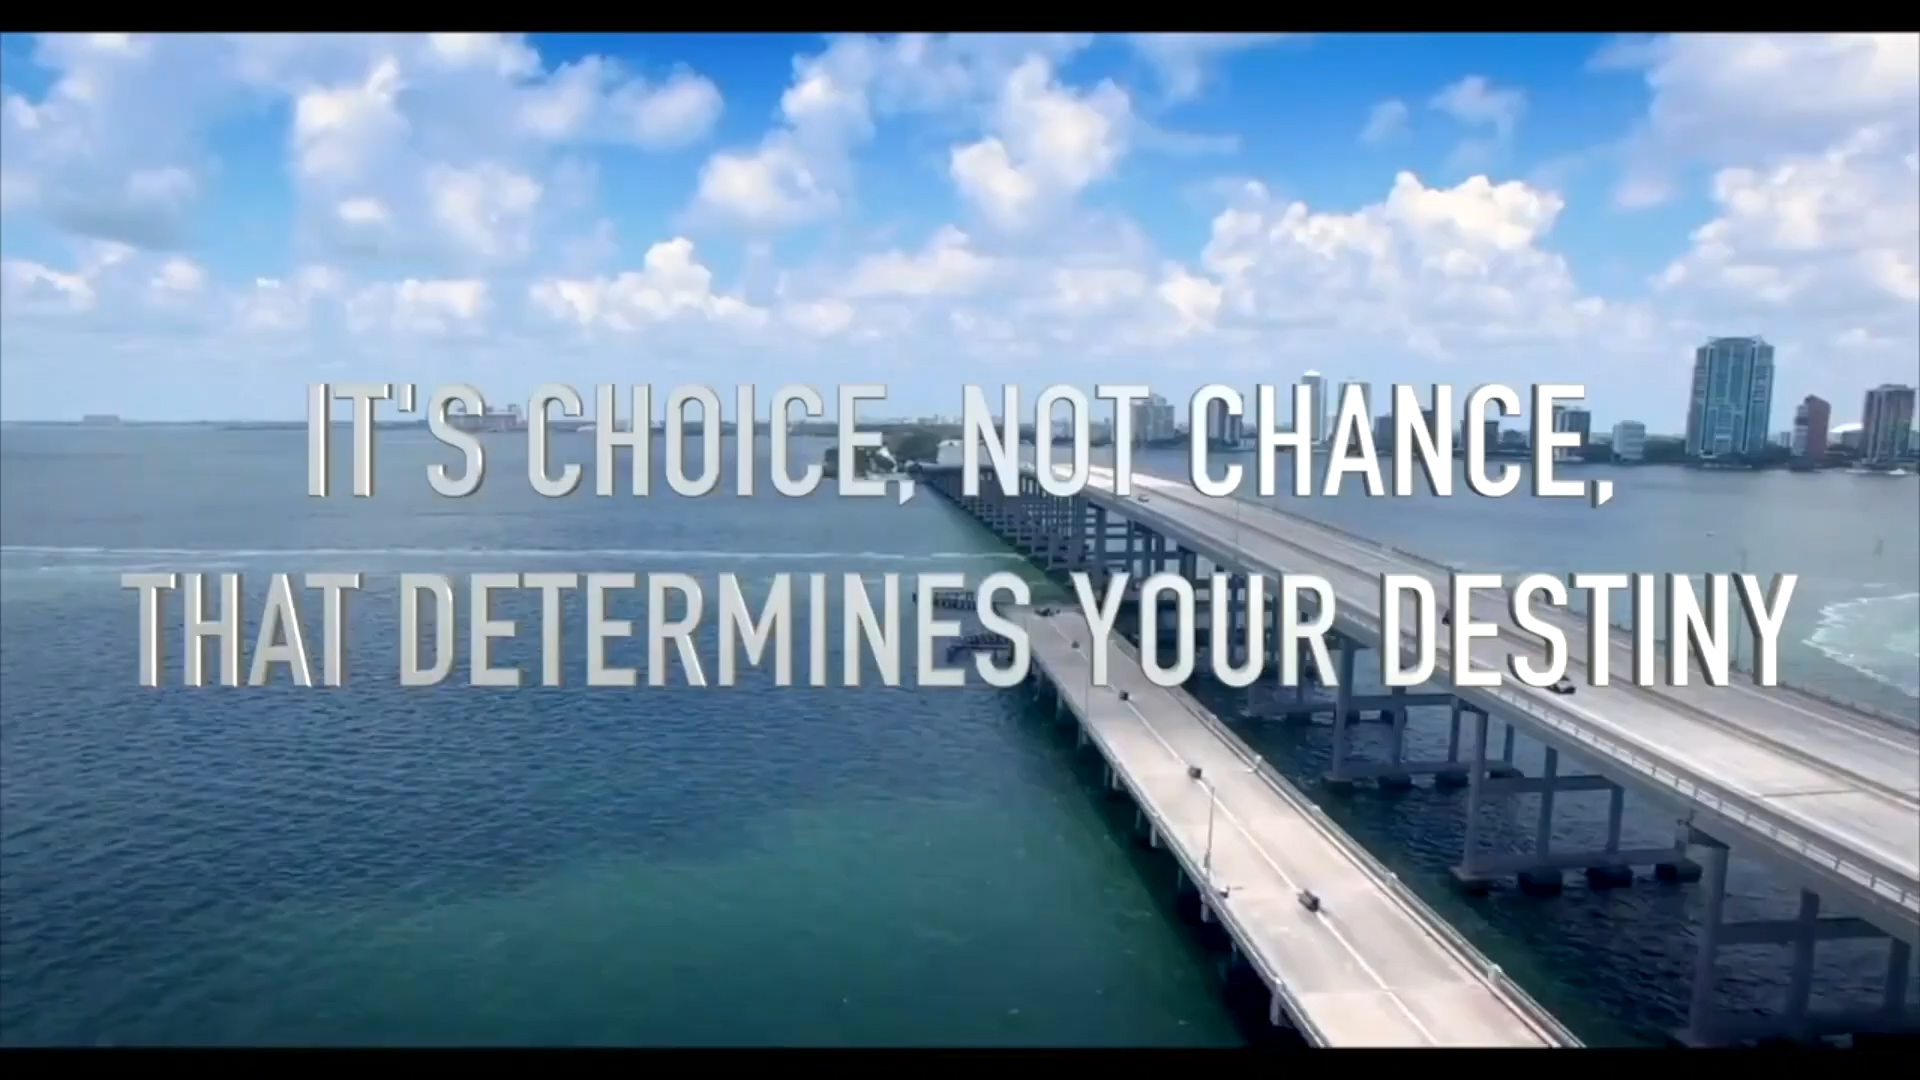 IT'S CHOICE, NOT CHANCE,
THAT DETERMINES YOUR DESTINY